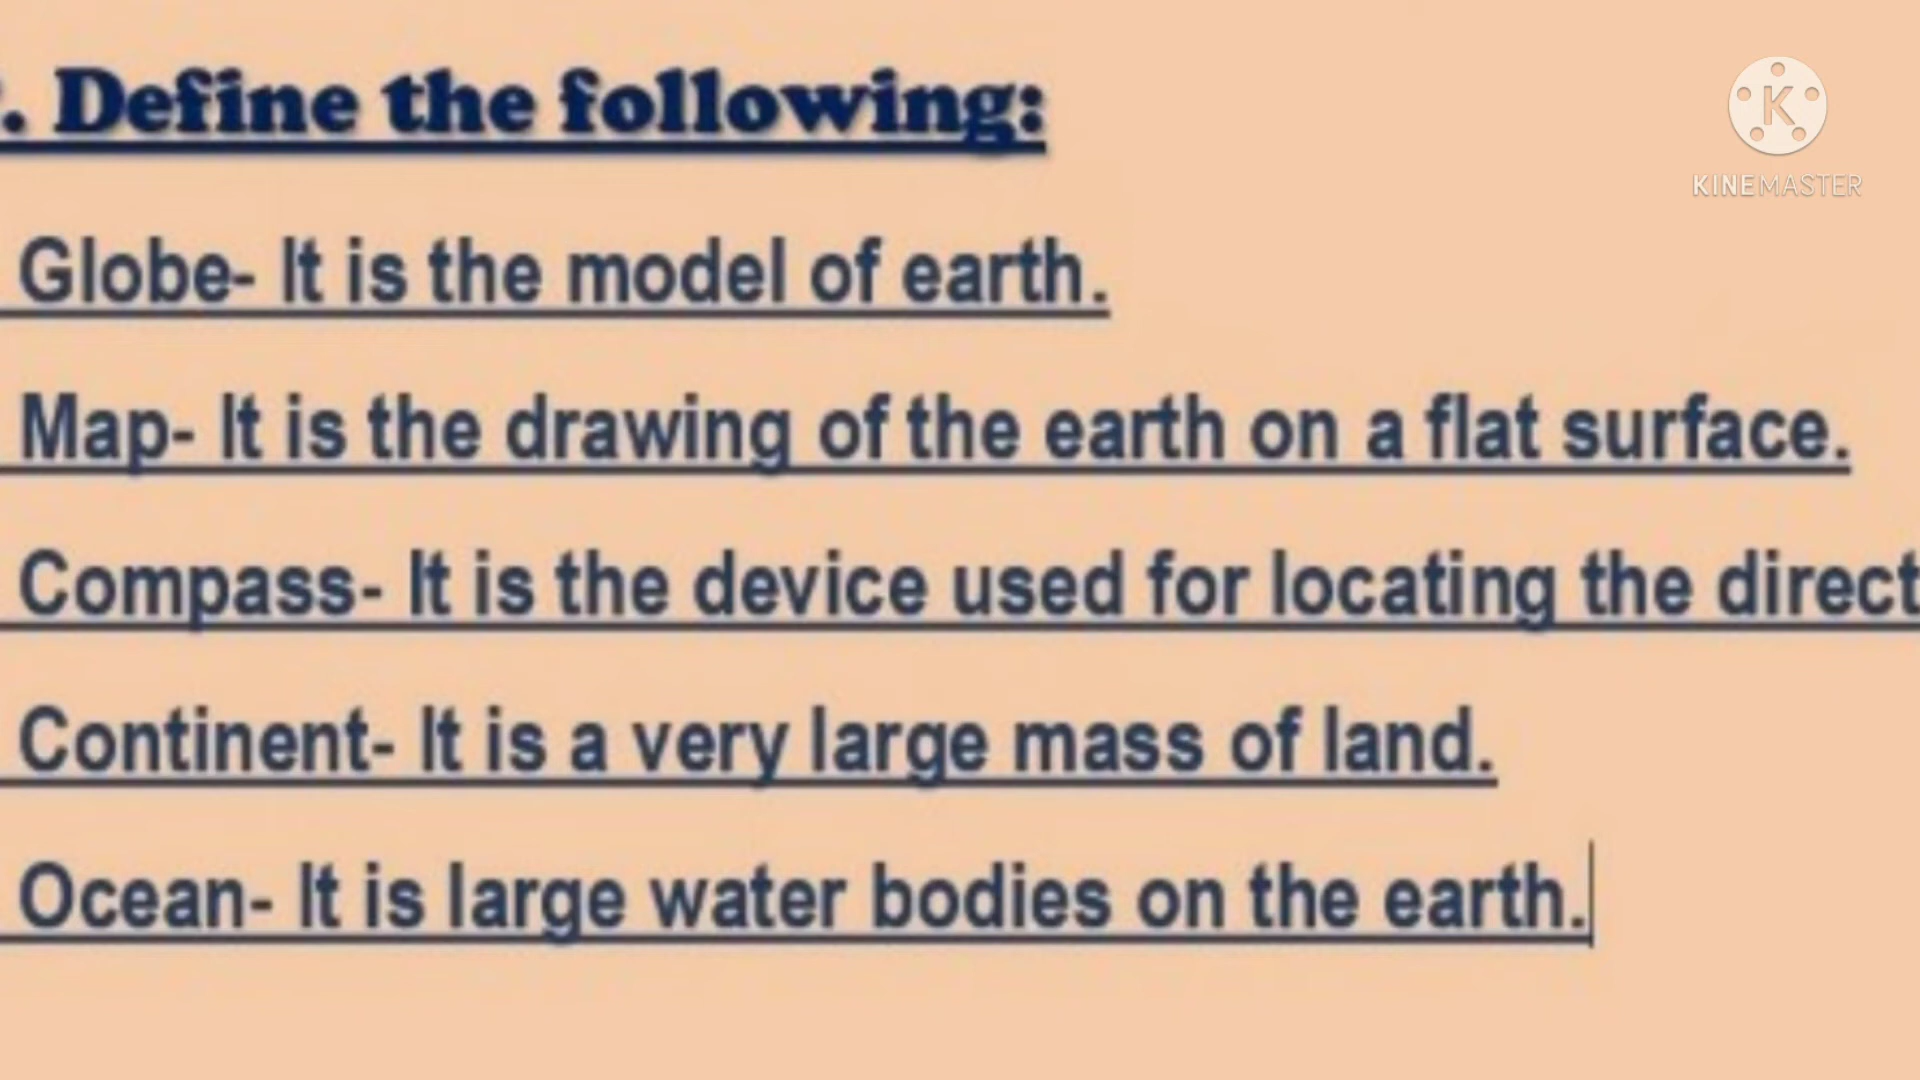 . Define the following:
KINEMASTER
Globe- It is the model of earth.
Map- It is the drawing of the earth on a flat surface.
Compass- It is the device used for locating the direct
Continent- It is a very large mass of land.
Ocean- It is large water bodies on the earth.